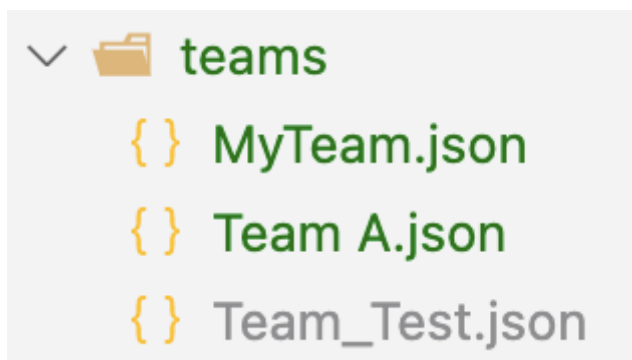 teams
{ } MyTeam.json
{ } Team A.json
{ } Team_Test.json